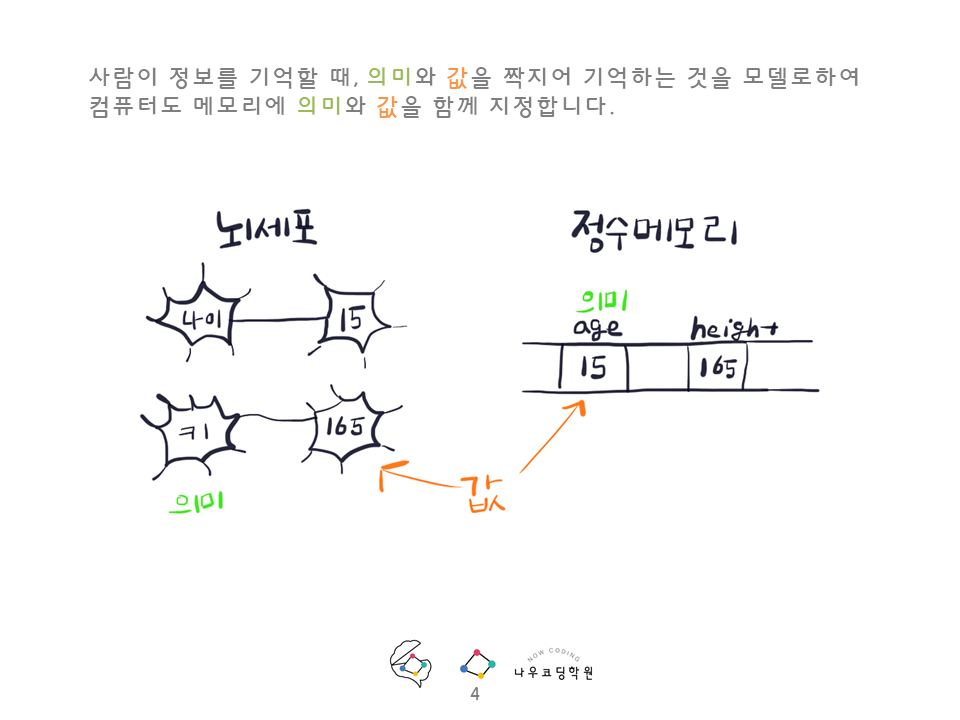 사람이 정보를 기억할 때, 의미와 값을 짝지어 기억하는 것을 모델로하여
컴퓨터도 메모리에 의미와 값을 함께 지정합니다.
뇌세포
정수메모리
나이
15
의미
age
height
15
165
키
165
의미
값
NOW CODING
나우코딩학원
4